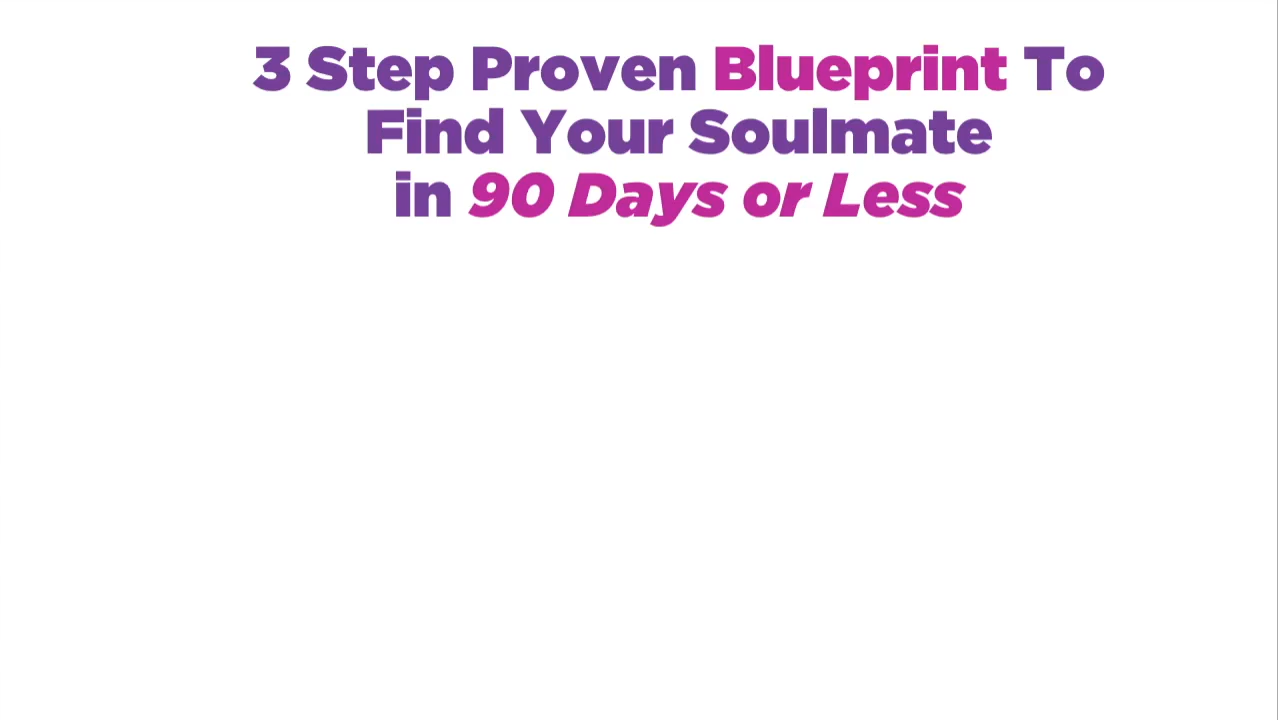 3 Step Proven Blueprint To
Find Your Soulmate
in 90 Days or Less